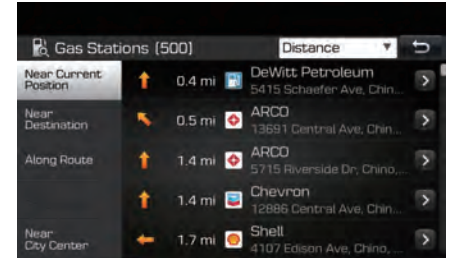 Gas Stations (500)
Distance
Near Current
Position
Near
Destination
Along Route
Near
City Center
0.4 mi
DeWitt Petroleum
5415 Schaefer Ave, Chin...
0.5 mi
ARCO
13691 Central Ave, Chin...
1.4 mi
ARCO
5715 Riverside Dr, Chino,...
1.4 mi
Chevron
12886 Central Ave, Chin...
1.7 mi
Shell
4107 Edison Ave, Chino, ...